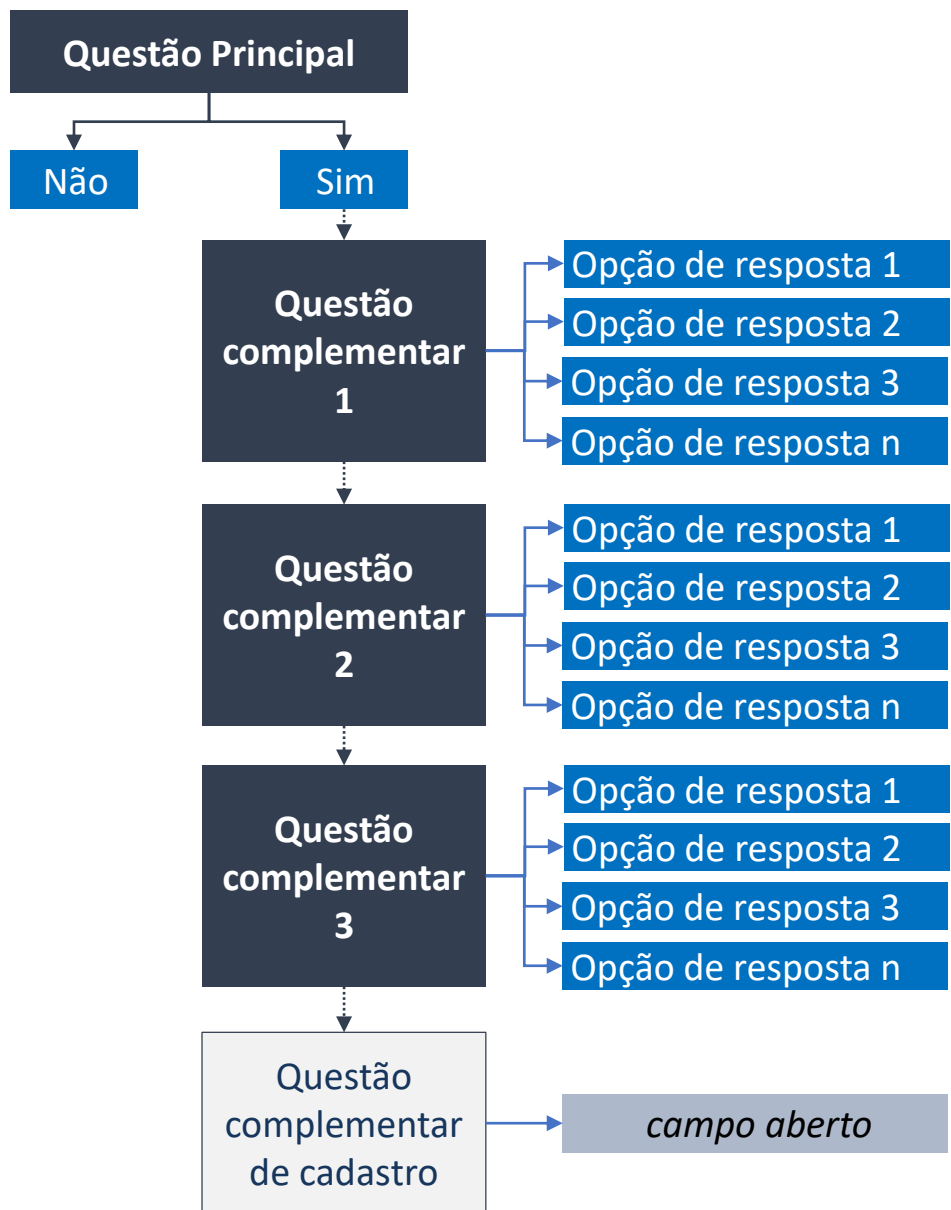 Questão Principal
Não
Sim
Questão
complementar
1
Opção de resposta 1
Opção de resposta 2
Opção de resposta 3
Opção de resposta n
Questão
complementar
2
Opção de resposta 1
Opção de resposta 2
Opção de resposta 3
Opção de resposta n
Questão
complementar
3
Opção de resposta 1
Opção de resposta 2
Opção de resposta 3
Opção de resposta n
Questão
complementar
de cadastro
campo aberto